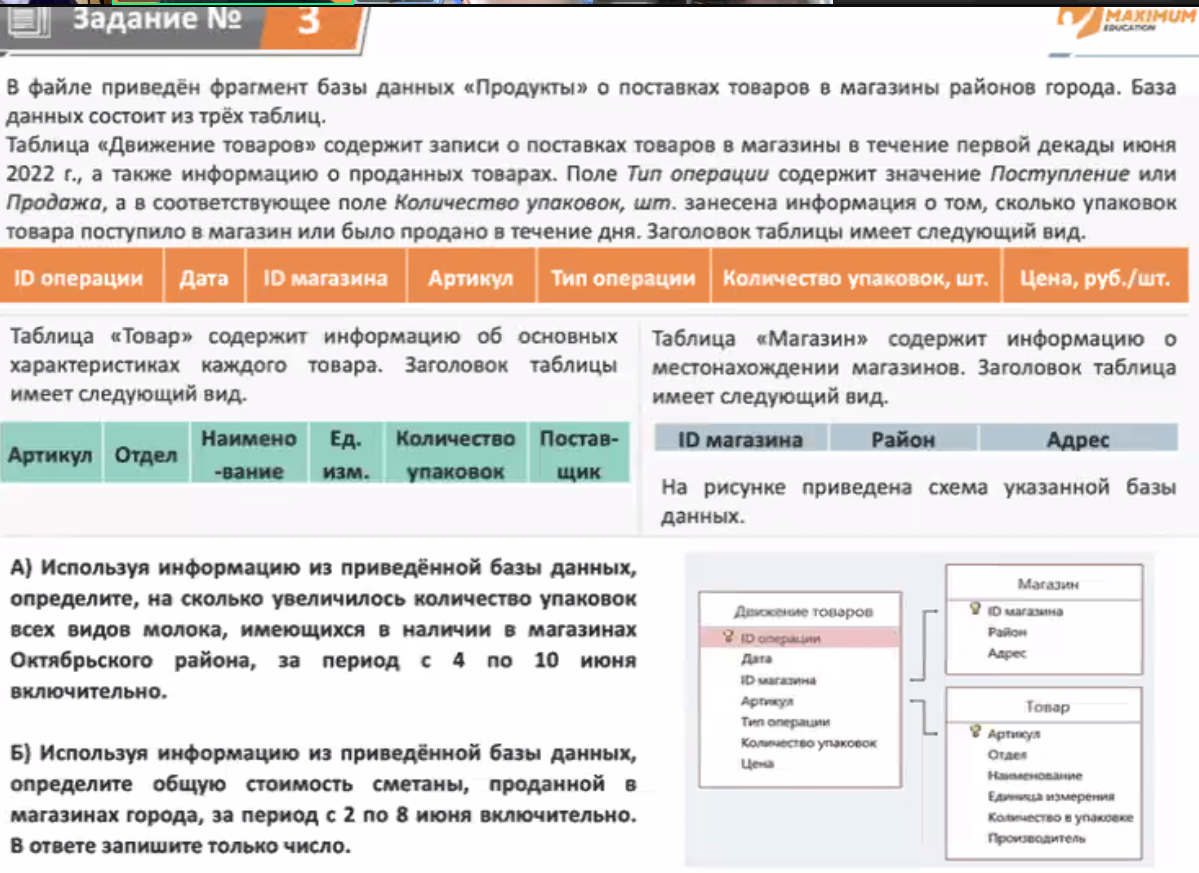 Задание № 3
MAXIMUM
EDUCATION
В файле приведён фрагмент базы данных «Продукты» о поставках товаров в магазины районов города. База
данных состоит из трёх таблиц.
Таблица «Движение товаров» содержит записи о поставках товаров в магазины в течение первой декады июня
2022 г., а также информацию о проданных товарах. Поле Тип операции содержит значение Поступление или
Продажа, а в соответствующее поле Количество упаковок, шт. занесена информация о том, сколько упаковок
товара поступило в магазин или было продано в течение дня. Заголовок таблицы имеет следующий вид.
ID операции Дата ID магазина Артикул Тип операции Количество упаковок, шт. Цена, руб./шт.
Таблица «Товар» содержит информацию об основных
характеристиках каждого товара. Заголовок таблицы
имеет следующий вид.
Артикул Отдел Наимено Ед. Количество Постав-
-вание изм. упаковок щик
Таблица «Магазин» содержит информацию о
местонахождении магазинов. Заголовок таблица
имеет следующий вид.
ID магазина Район Адрес
На рисунке приведена схема указанной базы
данных.
А) Используя информацию из приведённой базы данных,
определите, на сколько увеличилось количество упаковок
всех видов молока, имеющихся в наличии в магазинах
Октябрьского района, за период с 4 по 10 июня
включительно.
Б) Используя информацию из приведённой базы данных,
определите общую стоимость сметаны, проданной в
магазинах города, за период с 2 по 8 июня включительно.
В ответе запишите только число.
Движение товаров
ID операции
Дата
ID магазина
Артикул
Тип операции
Количество упаковок
Цена
Магазин
ID магазина
Район
Адрес
Товар
Артикул
Отдел
Наименование
Единица измерения
Количество в упаковке
Производитель